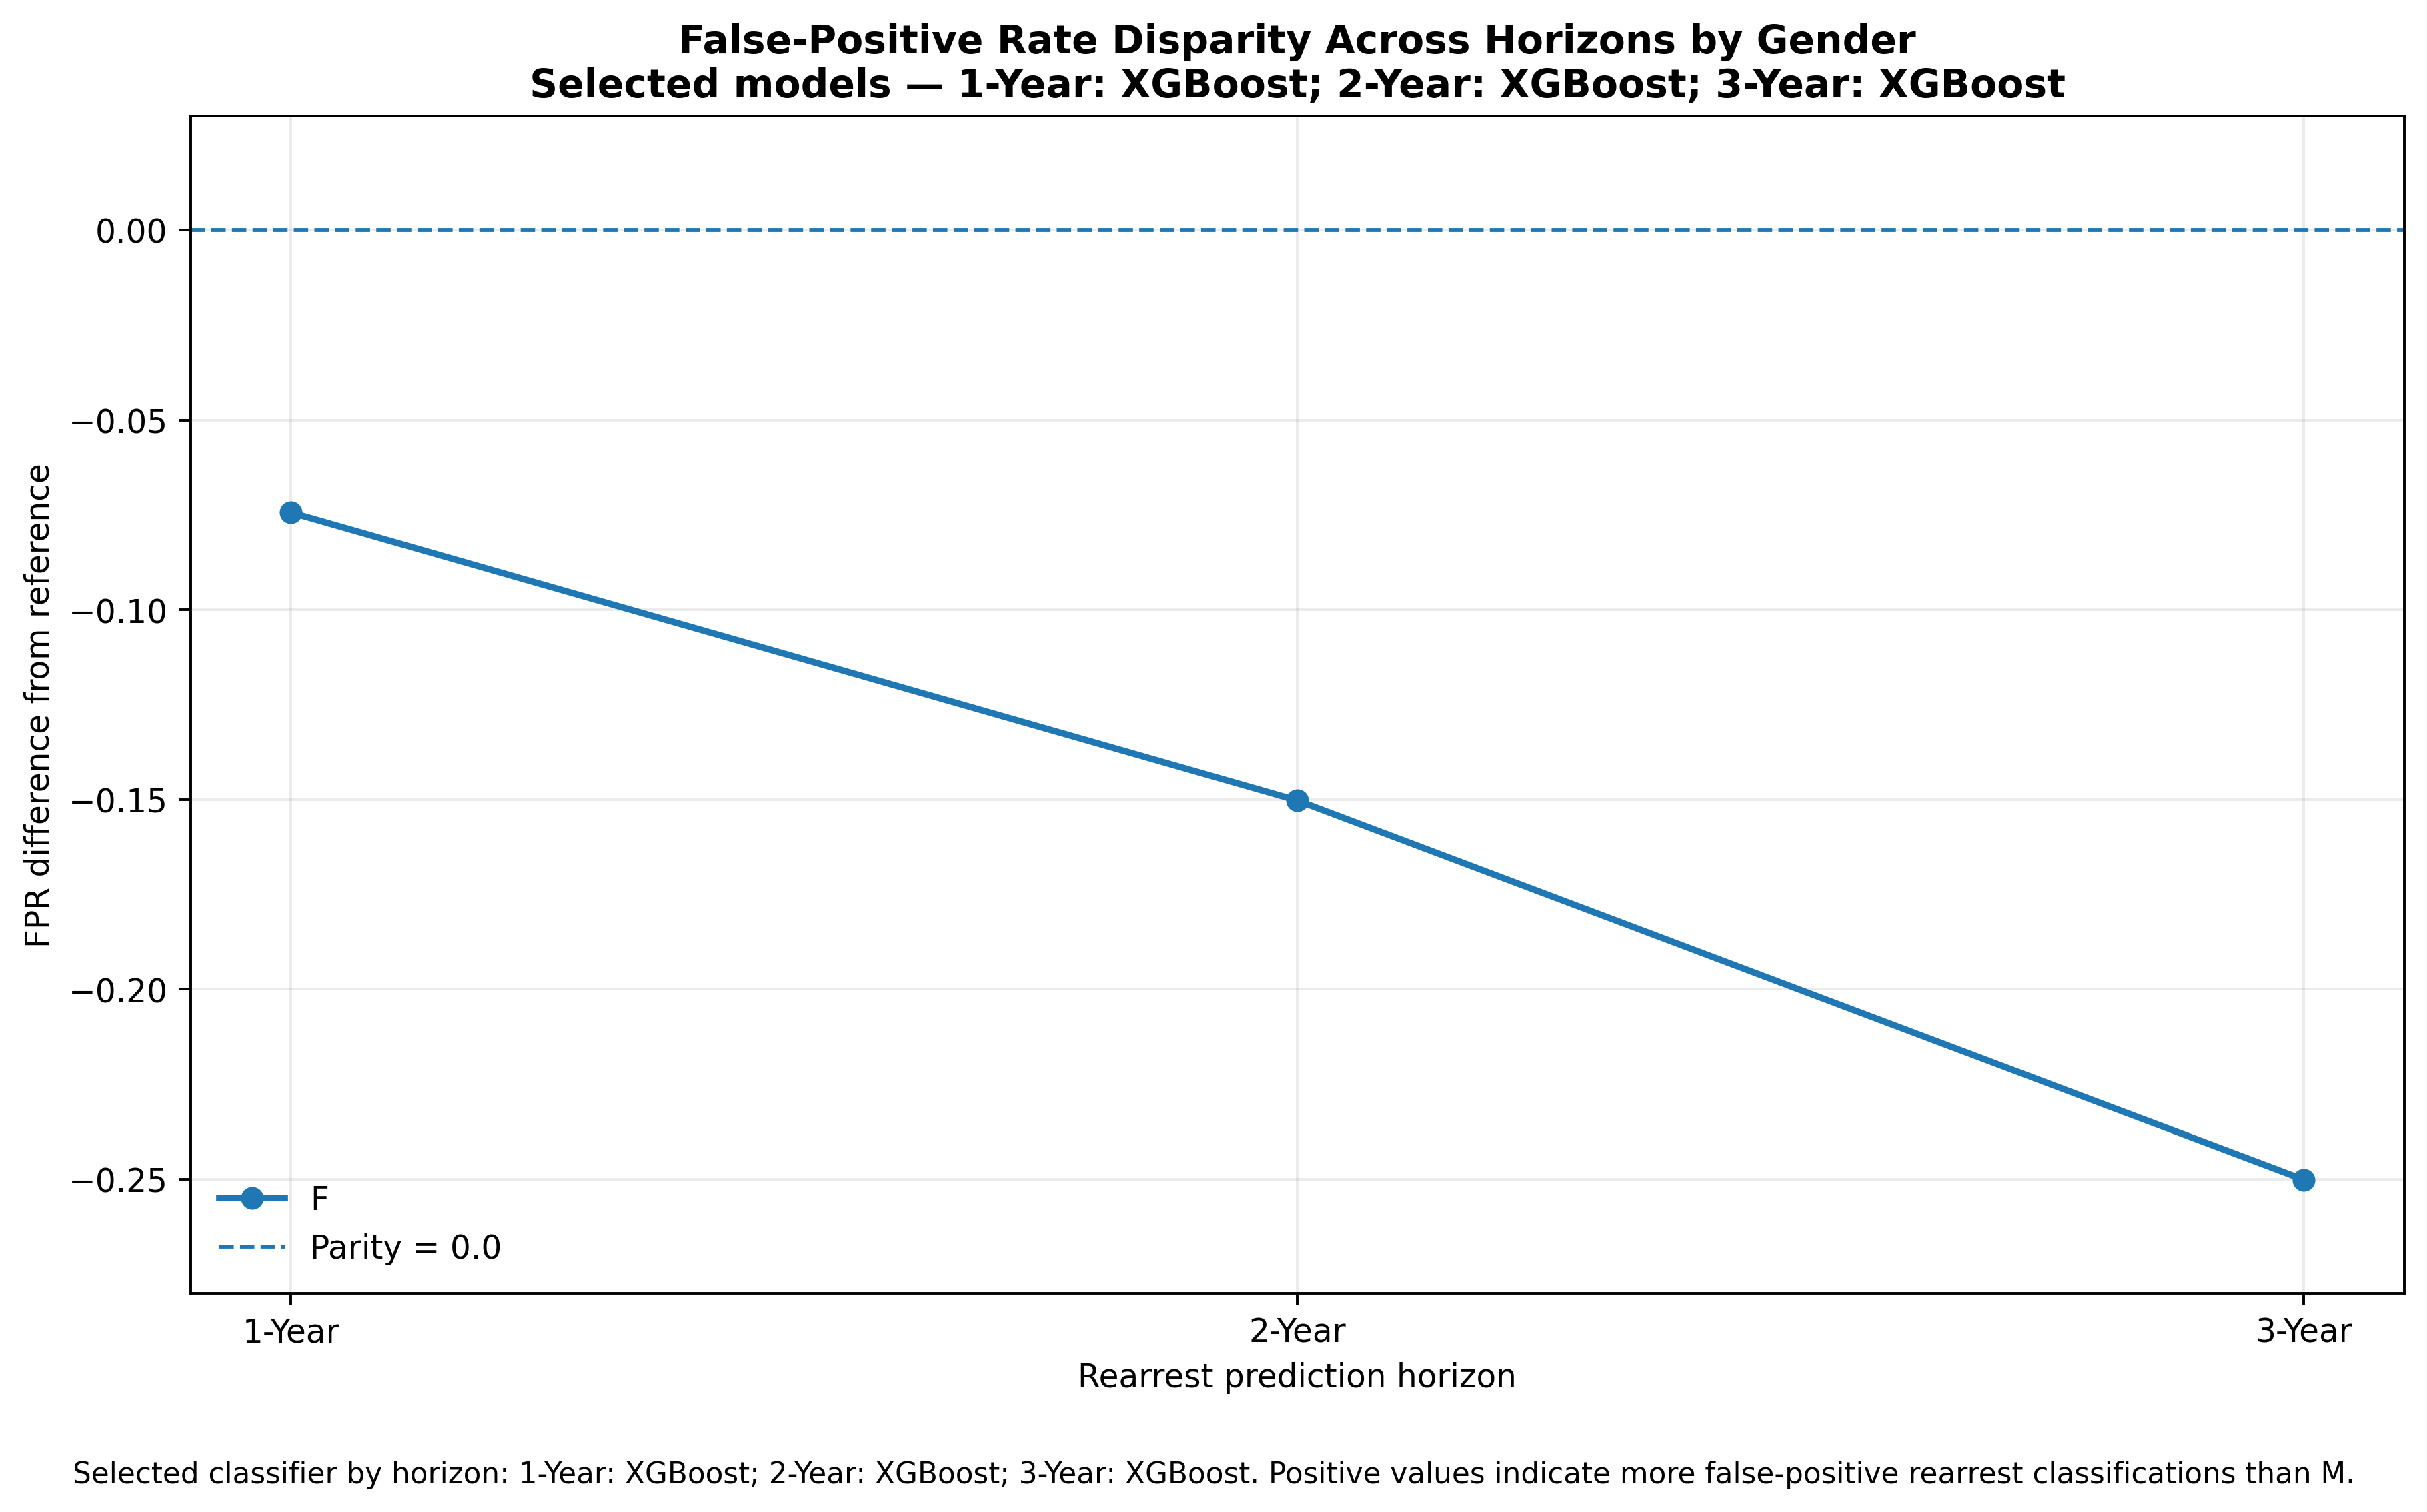 False-Positive Rate Disparity Across Horizons by Gender
Selected models — 1-Year: XGBoost; 2-Year: XGBoost; 3-Year: XGBoost
FPR difference from reference
0.00
−0.05
−0.10
−0.15
−0.20
−0.25
F
Parity = 0.0
1-Year
2-Year
3-Year
Rearrest prediction horizon
Selected classifier by horizon: 1-Year: XGBoost; 2-Year: XGBoost; 3-Year: XGBoost. Positive values indicate more false-positive rearrest classifications than M.